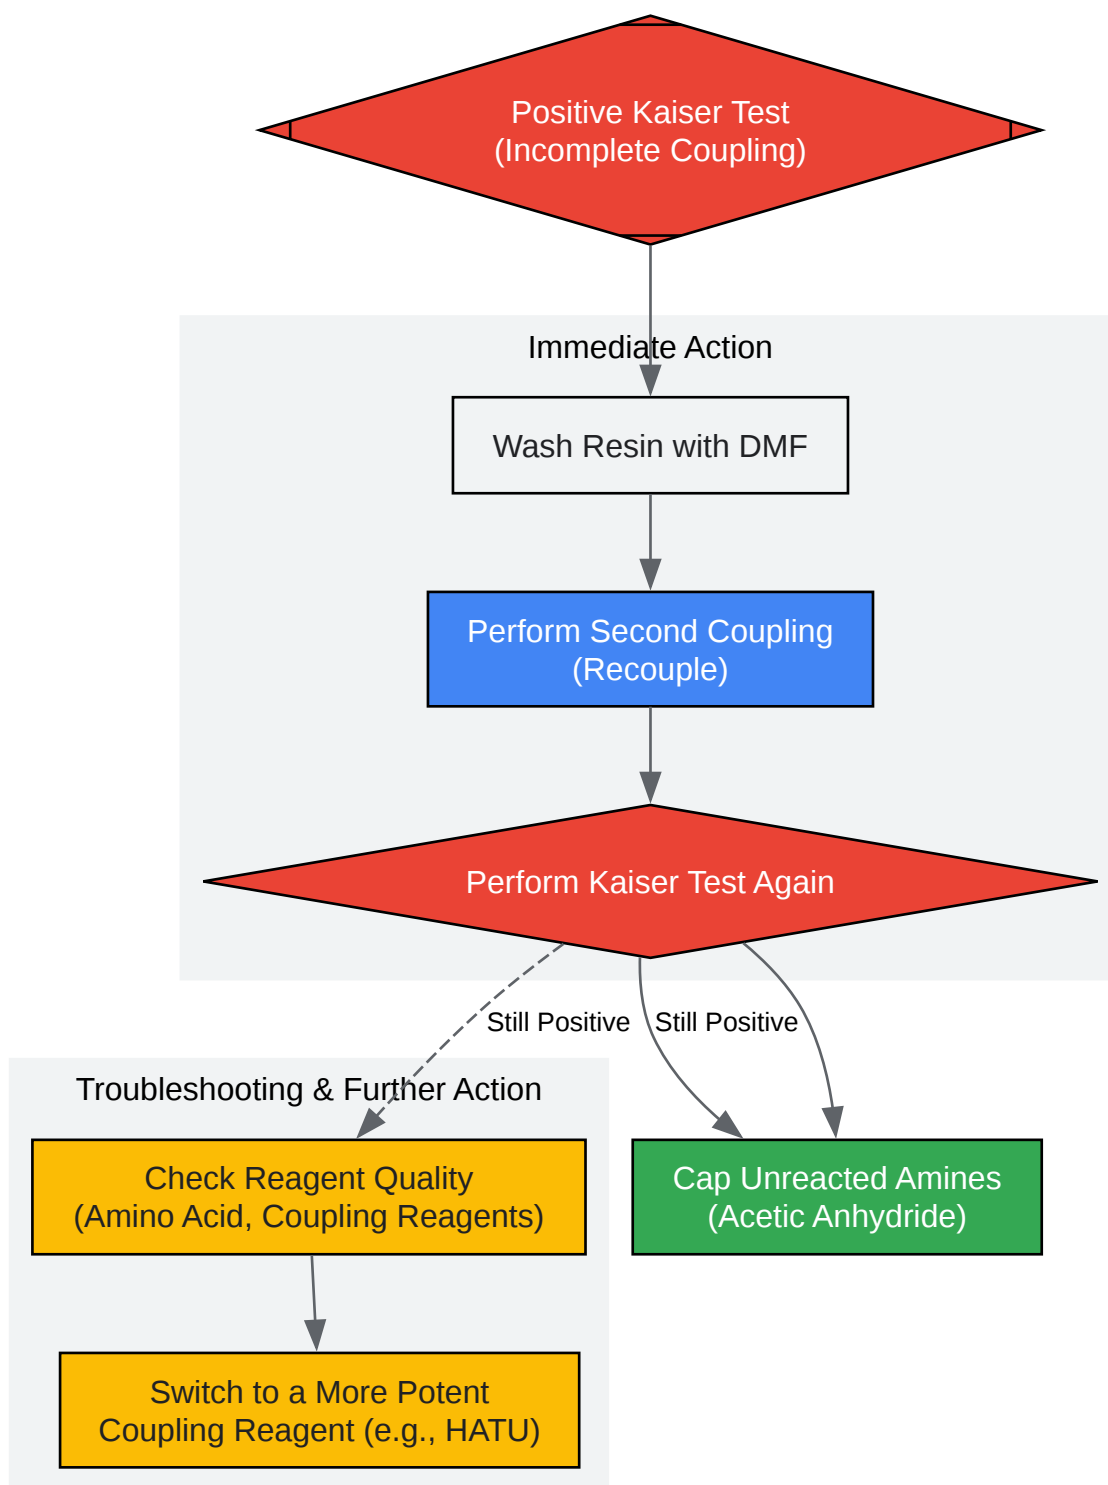 Positive Kaiser Test
(Incomplete Coupling)
Immediate Action
Wash Resin with DMF
Perform Second Coupling
(Recouple)
Perform Kaiser Test Again
Still Positive
Still Positive
Troubleshooting & Further Action
Check Reagent Quality
(Amino Acid, Coupling Reagents)
Cap Unreacted Amines
(Acetic Anhydride)
Switch to a More Potent
Coupling Reagent (e.g., HATU)